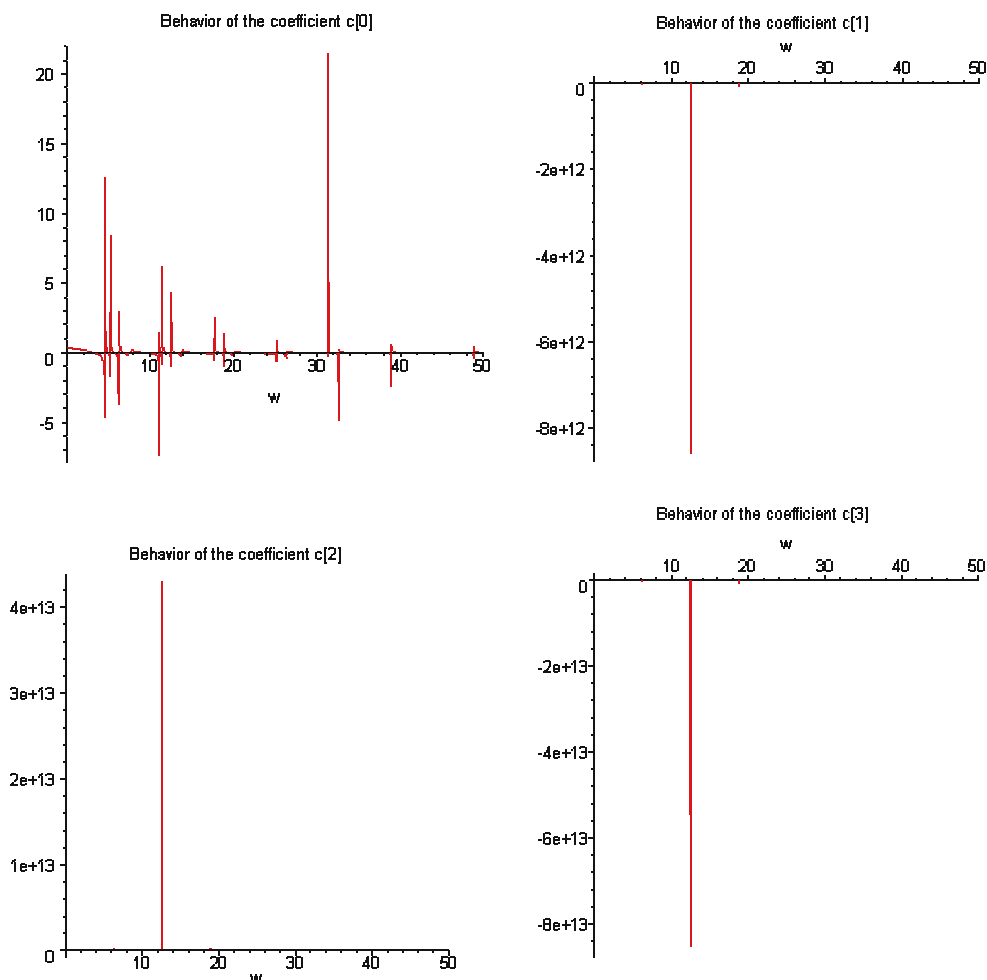 Behavior of the coefficient c[0]
20
15
10
5
0
-5
10
20
30
40
50
w
Behavior of the coefficient c[1]
w
10
20
30
40
50
0
-2e+12
-4e+12
-6e+12
-8e+12
Behavior of the coefficient c[2]
4e+13
3e+13
2e+13
1e+13
0
10
20
30
40
50
w
Behavior of the coefficient c[3]
w
10
20
30
40
50
0
-2e+13
-4e+13
-6e+13
-8e+13